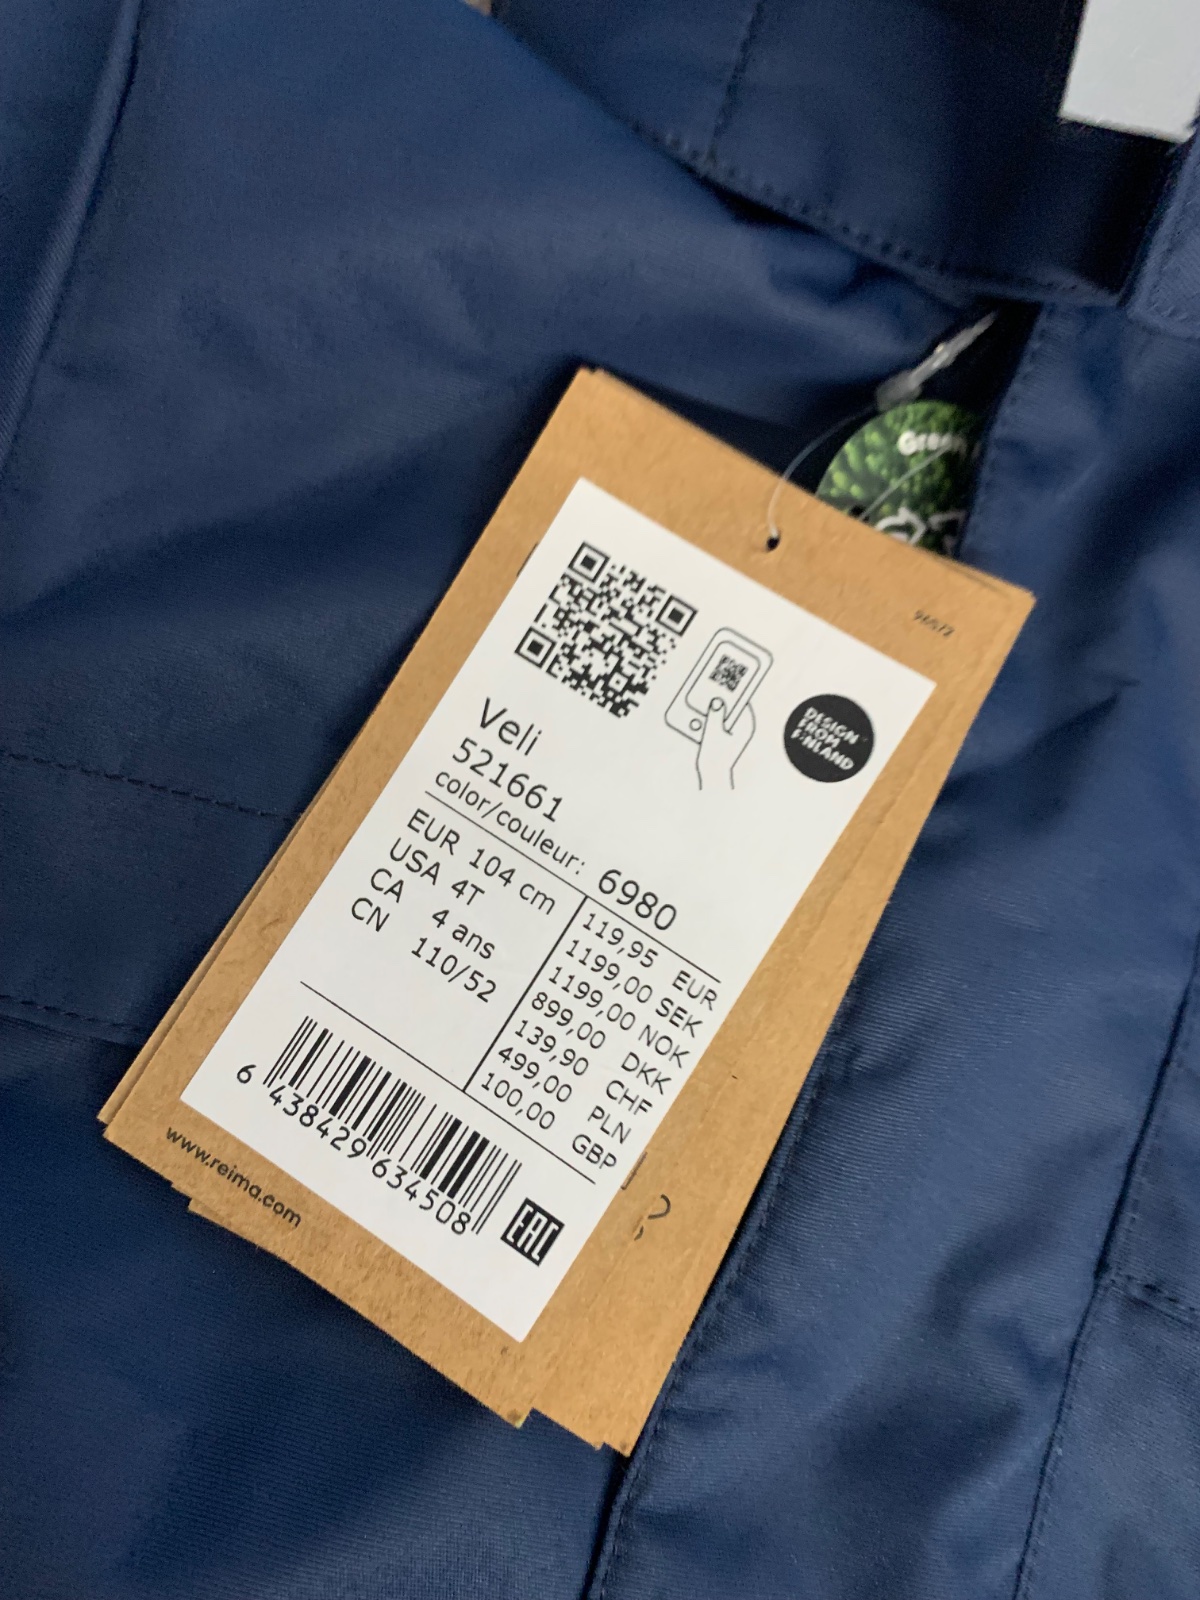 Green
96072
DESIGN
FROM
FINLAND
Veli
521661
color/couleur: 6980
EUR 104 cm
USA 4T
CA 4 ans
CN 110/52
119,95 EUR
1199,00 SEK
1199,00 NOK
899,00 DKK
139,90 CHF
499,00 PLN
100,00 GBP
6 438429 634508
EAC
www.reima.com
?